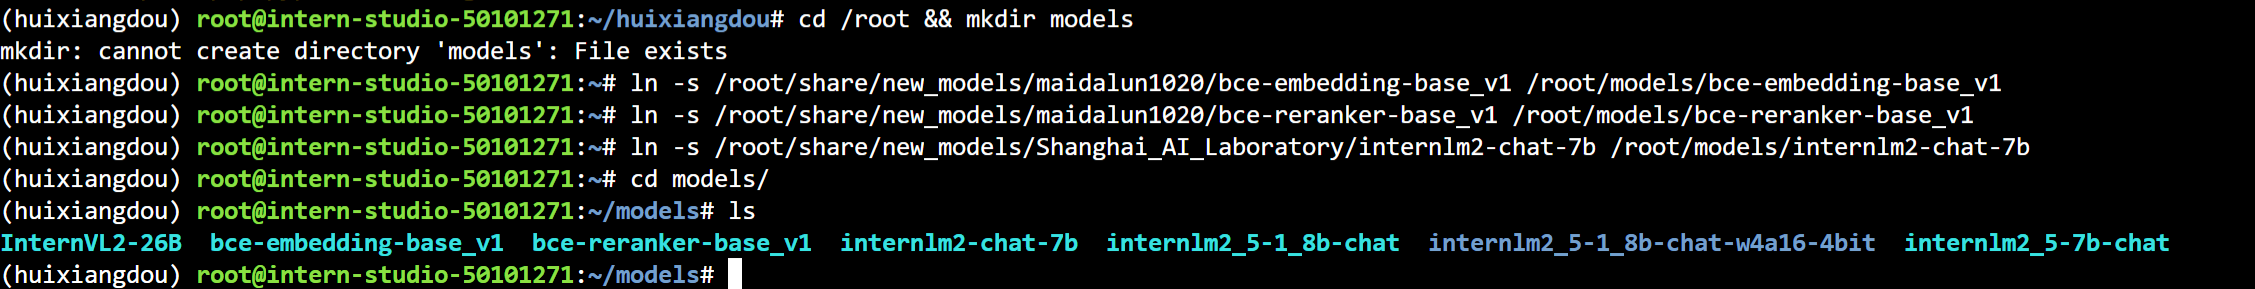 (huixiangdou) root@intern-studio-50101271:~/huixiangdou# cd /root && mkdir models
mkdir: cannot create directory 'models': File exists
(huixiangdou) root@intern-studio-50101271:~# ln -s /root/share/new_models/maidalun1020/bce-embedding-base_v1 /root/models/bce-embedding-base_v1
(huixiangdou) root@intern-studio-50101271:~# ln -s /root/share/new_models/maidalun1020/bce-reranker-base_v1 /root/models/bce-reranker-base_v1
(huixiangdou) root@intern-studio-50101271:~# ln -s /root/share/new_models/Shanghai_AI_Laboratory/internlm2-chat-7b /root/models/internlm2-chat-7b
(huixiangdou) root@intern-studio-50101271:~# cd models/
(huixiangdou) root@intern-studio-50101271:~/models# ls
InternVL2-26B  bce-embedding-base_v1  bce-reranker-base_v1  internlm2-chat-7b  internlm2_5-1_8b-chat  internlm2_5-1_8b-chat-w4a16-4bit  internlm2_5-7b-chat
(huixiangdou) root@intern-studio-50101271:~/models#